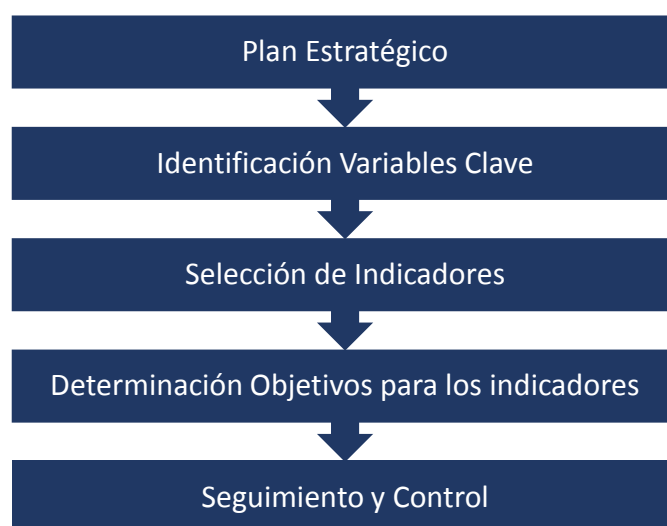 Plan Estratégico
Identificación Variables Clave
Selección de Indicadores
Determinación Objetivos para los indicadores
Seguimiento y Control